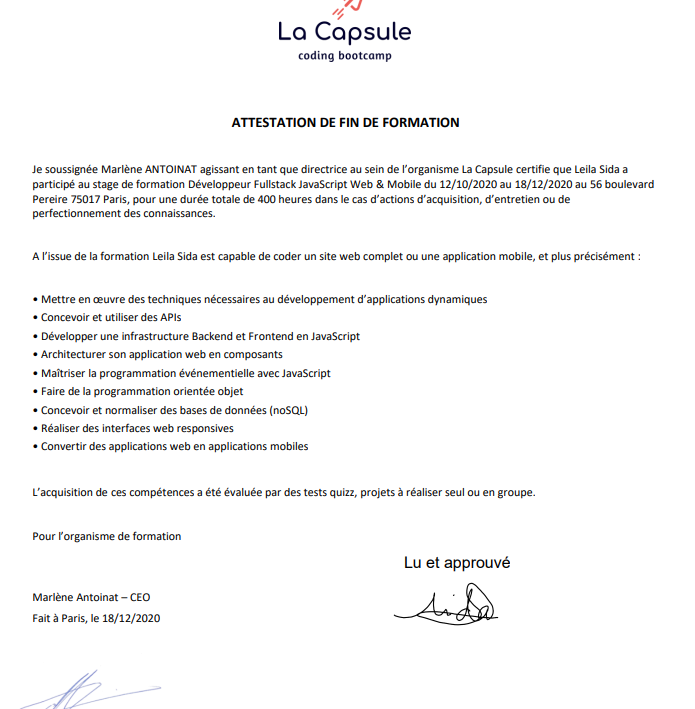 La Capsule
coding bootcamp
ATTESTATION DE FIN DE FORMATION
Je soussignée Marlène ANTOINAT agissant en tant que directrice au sein de l’organisme La Capsule certifie que Leila Sida a
participé au stage de formation Développeur Fullstack JavaScript Web & Mobile du 12/10/2020 au 18/12/2020 au 56 boulevard
Pereire 75017 Paris, pour une durée totale de 400 heures dans le cas d’actions d’acquisition, d’entretien ou de
perfectionnement des connaissances.
A l’issue de la formation Leila Sida est capable de coder un site web complet ou une application mobile, et plus précisément :
• Mettre en œuvre des techniques nécessaires au développement d’applications dynamiques
• Concevoir et utiliser des APIs
• Développer une infrastructure Backend et Frontend en JavaScript
• Architecturer son application web en composants
• Maîtriser la programmation événementielle avec JavaScript
• Faire de la programmation orientée objet
• Concevoir et normaliser des bases de données (noSQL)
• Réaliser des interfaces web responsives
• Convertir des applications web en applications mobiles
L’acquisition de ces compétences a été évaluée par des tests quizz, projets à réaliser seul ou en groupe.
Pour l’organisme de formation
Lu et approuvé
Marlène Antoinat – CEO
Fait à Paris, le 18/12/2020